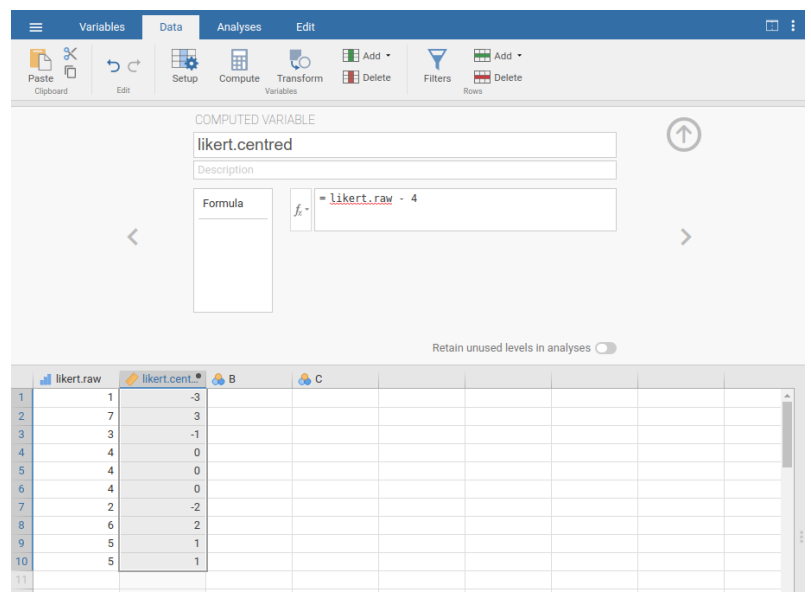 Variables Data Analyses Edit
Paste Setup Compute Transform Add Delete Filters Add Delete
Clipboard Edit Variables Rows
COMPUTED VARIABLE
likert.centred
Description
Formula fx = likert.raw - 4
Retain unused levels in analyses
likert.raw likert.cent... B C
1 1 -3
2 7 3
3 3 -1
4 4 0
5 4 0
6 4 0
7 2 -2
8 6 2
9 5 1
10 5 1
11